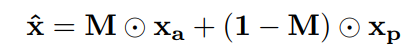 x̂ = M ⊙ xₐ + (1 − M) ⊙ xₚ